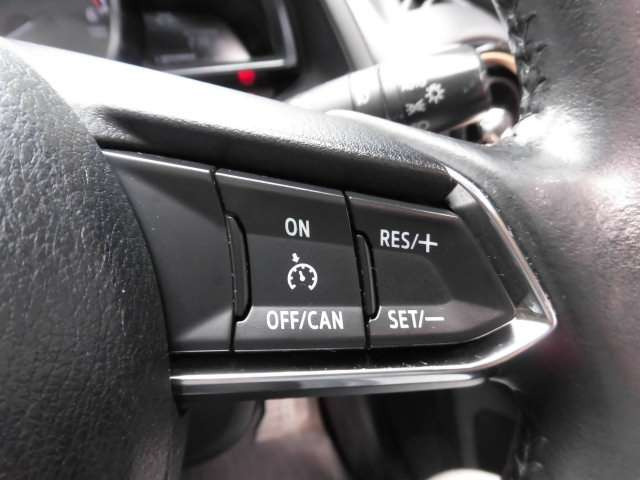 ON
RES/+
OFF/CAN
SET/−